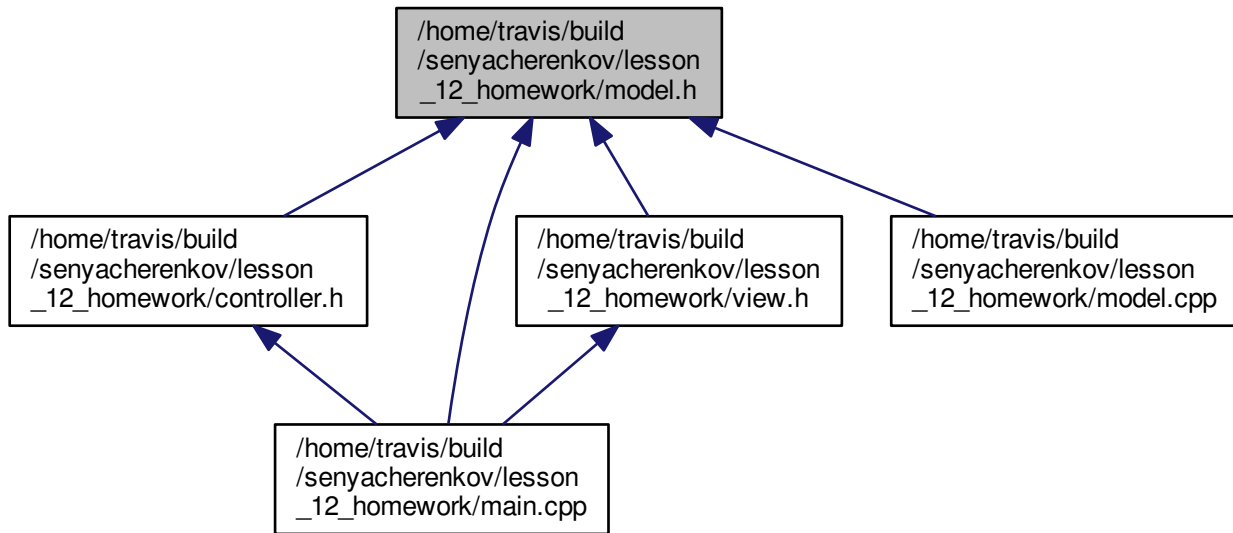 /home/travis/build
/senyacherenkov/lesson
_12_homework/model.h
/home/travis/build
/senyacherenkov/lesson
_12_homework/controller.h
/home/travis/build
/senyacherenkov/lesson
_12_homework/view.h
/home/travis/build
/senyacherenkov/lesson
_12_homework/model.cpp
/home/travis/build
/senyacherenkov/lesson
_12_homework/main.cpp